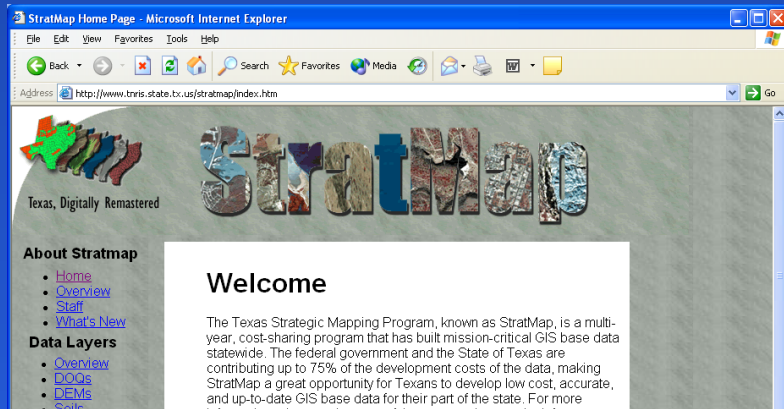 StratMap Home Page - Microsoft Internet Explorer
File Edit View Favorites Tools Help
Back Search Favorites Media
Address http://www.tnris.state.tx.us/stratmap/index.htm Go
StratMap
Texas, Digitally Remastered
About Stratmap
Home
Overview
Staff
What's New
Data Layers
Overview
DOQs
DEMs
Soils
Welcome
The Texas Strategic Mapping Program, known as StratMap, is a multi-
year, cost-sharing program that has built mission-critical GIS base data
statewide. The federal government and the State of Texas are
contributing up to 75% of the development costs of the data, making
StratMap a great opportunity for Texans to develop low cost, accurate,
and up-to-date GIS base data for their part of the state. For more